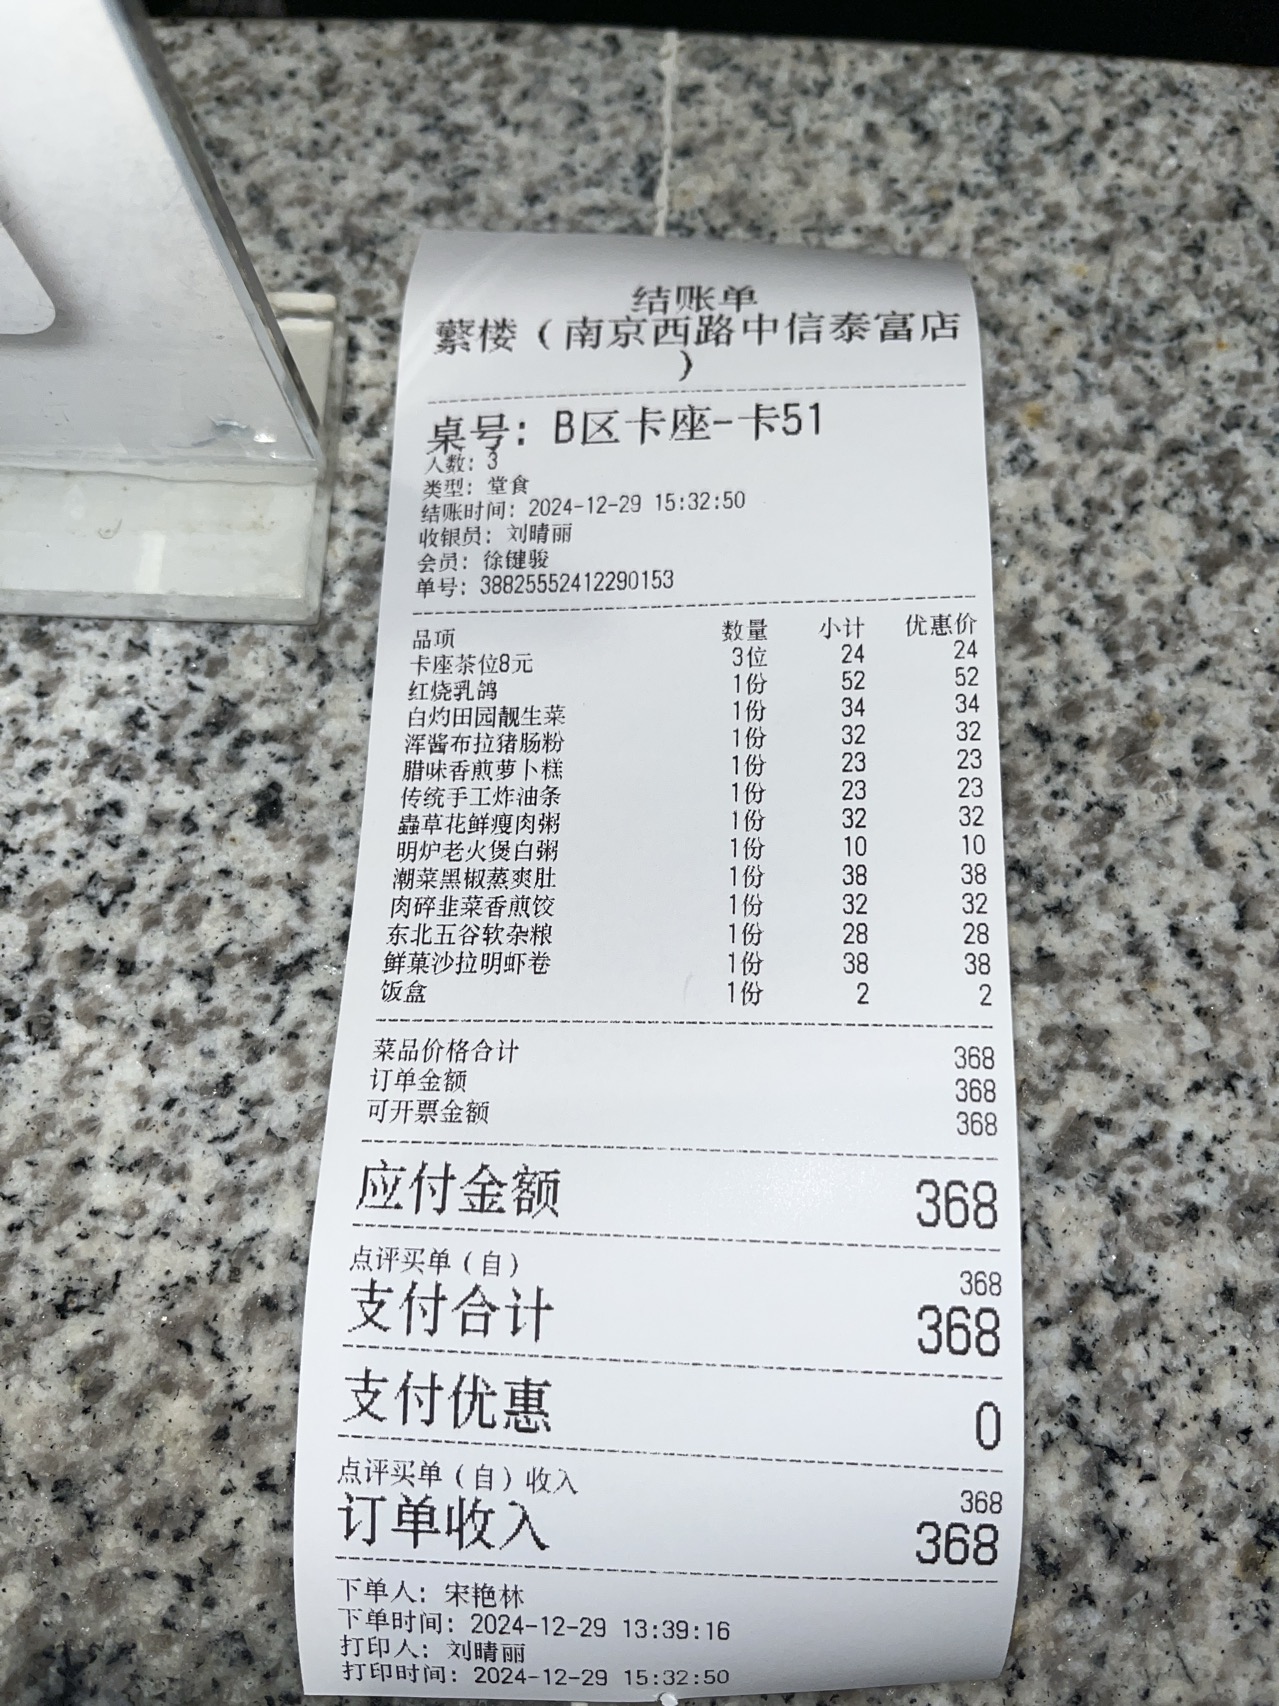 结账单
蘩楼（南京西路中信泰富店
）
桌号：B区卡座-卡51
人数：3
类型：堂食
结账时间：2024-12-29 15:32:50
收银员：刘晴丽
会员：徐键骏
单号：38825552412290153
品项 数量 小计 优惠价
卡座茶位8元 3位 24 24
红烧乳鸽 1份 52 52
白灼田园靓生菜 1份 34 34
浑酱布拉猪肠粉 1份 32 32
腊味香煎萝卜糕 1份 23 23
传统手工炸油条 1份 23 23
蟲草花鲜瘦肉粥 1份 32 32
明炉老火煲白粥 1份 10 10
潮菜黑椒蒸爽肚 1份 38 38
肉碎韭菜香煎饺 1份 32 32
东北五谷软杂粮 1份 28 28
鲜菓沙拉明虾卷 1份 38 38
饭盒 1份 2 2
菜品价格合计 368
订单金额 368
可开票金额 368
应付金额 368
点评买单（自） 368
支付合计 368
支付优惠 0
点评买单（自）收入 368
订单收入 368
下单人：宋艳林
下单时间：2024-12-29 13:39:16
打印人：刘晴丽
打印时间：2024-12-29 15:32:50